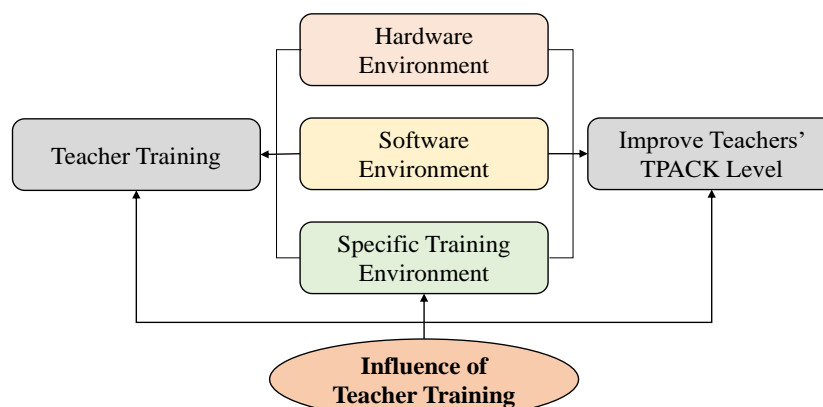 Hardware
Environment
Teacher Training
Software
Environment
Improve Teachers’
TPACK Level
Specific Training
Environment
Influence of
Teacher Training